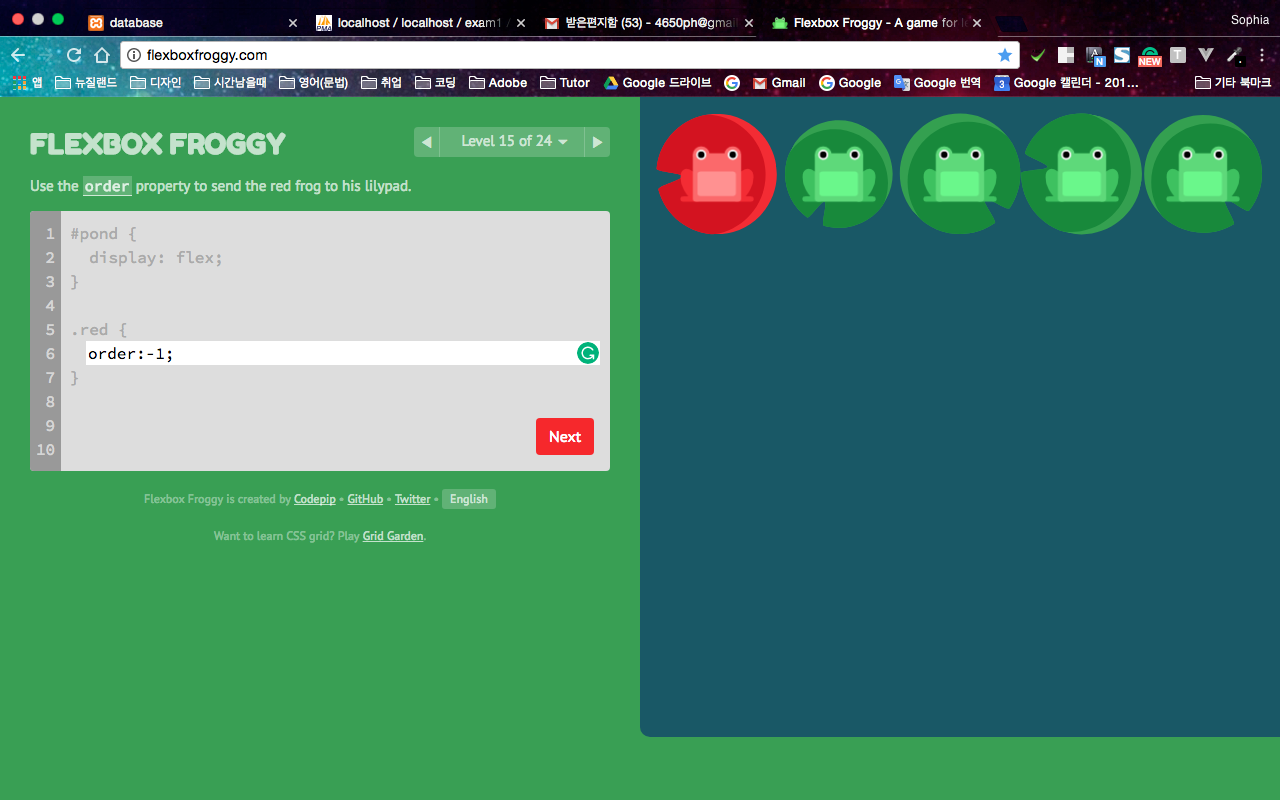 database
localhost / localhost / exam1 /
받은편지함 (53) - 4650ph@gmail
Flexbox Froggy - A game for l
Sophia
flexboxfroggy.com
N
S
NEW
T
앱 뉴질랜드 디자인 시간남을때 영어(문법) 취업 코딩 Adobe Tutor Google 드라이브 Gmail Google Google 번역 3 Google 캘린더 - 201... 기타 북마크
FLEXBOX FROGGY
Level 15 of 24
Use the order property to send the red frog to his lilypad.
1 #pond {
2 display: flex;
3 }
4
5 .red {
6 order:-1;
7 }
8
9
10
Next
Flexbox Froggy is created by Codepip • GitHub • Twitter • English
Want to learn CSS grid? Play Grid Garden.